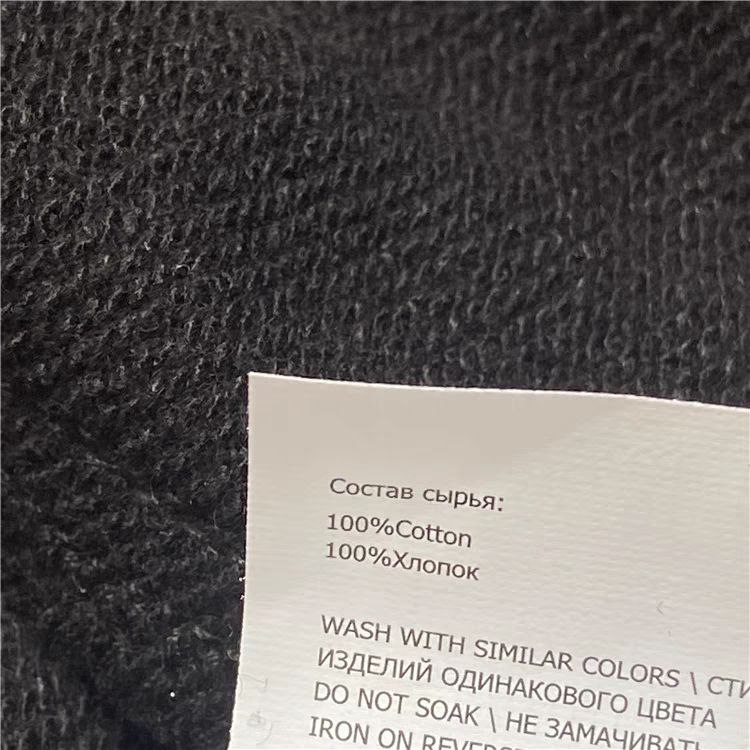 Состав сырья:
100%Cotton
100%Хлопок
WASH WITH SIMILAR COLORS \
ИЗДЕЛИЙ ОДИНАКОВОГО ЦВЕТА
DO NOT SOAK \ НЕ ЗАМАЧИВАТЬ
IRON ON